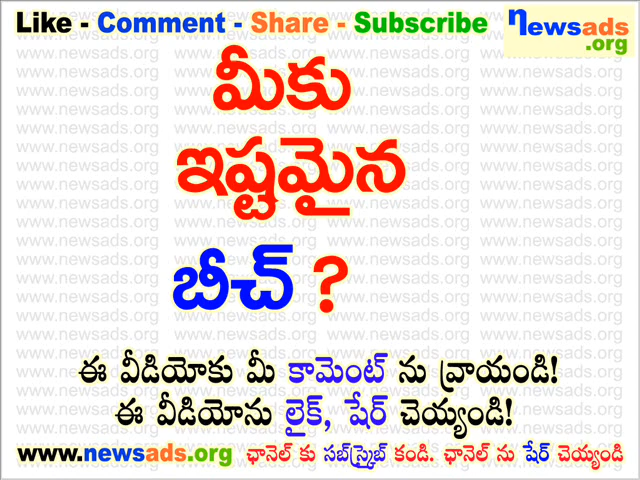 Like - Comment - Share - Subscribe
newsads
.org
మీకు
ఇష్టమైన
బీచ్ ?
ఈ వీడియోకు మీ కామెంట్ ను వ్రాయండి!
ఈ వీడియోను లైక్, షేర్ చెయ్యండి!
www.newsads.org ఛానెల్ కు సబ్‌స్క్రైబ్ కండి. ఛానెల్ ను షేర్ చెయ్యండి